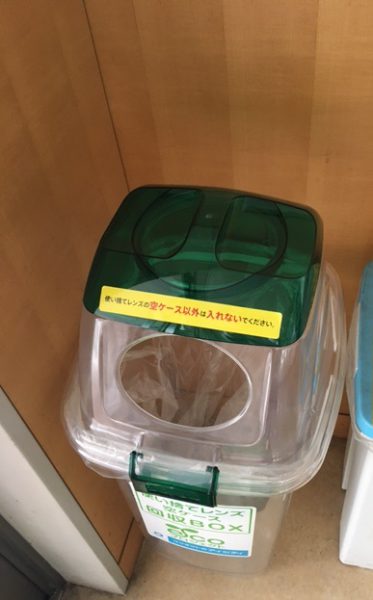 使い捨てレンズの空ケース以外は入れないでください。
使い捨てレンズ
空ケース
回収BOX
eco